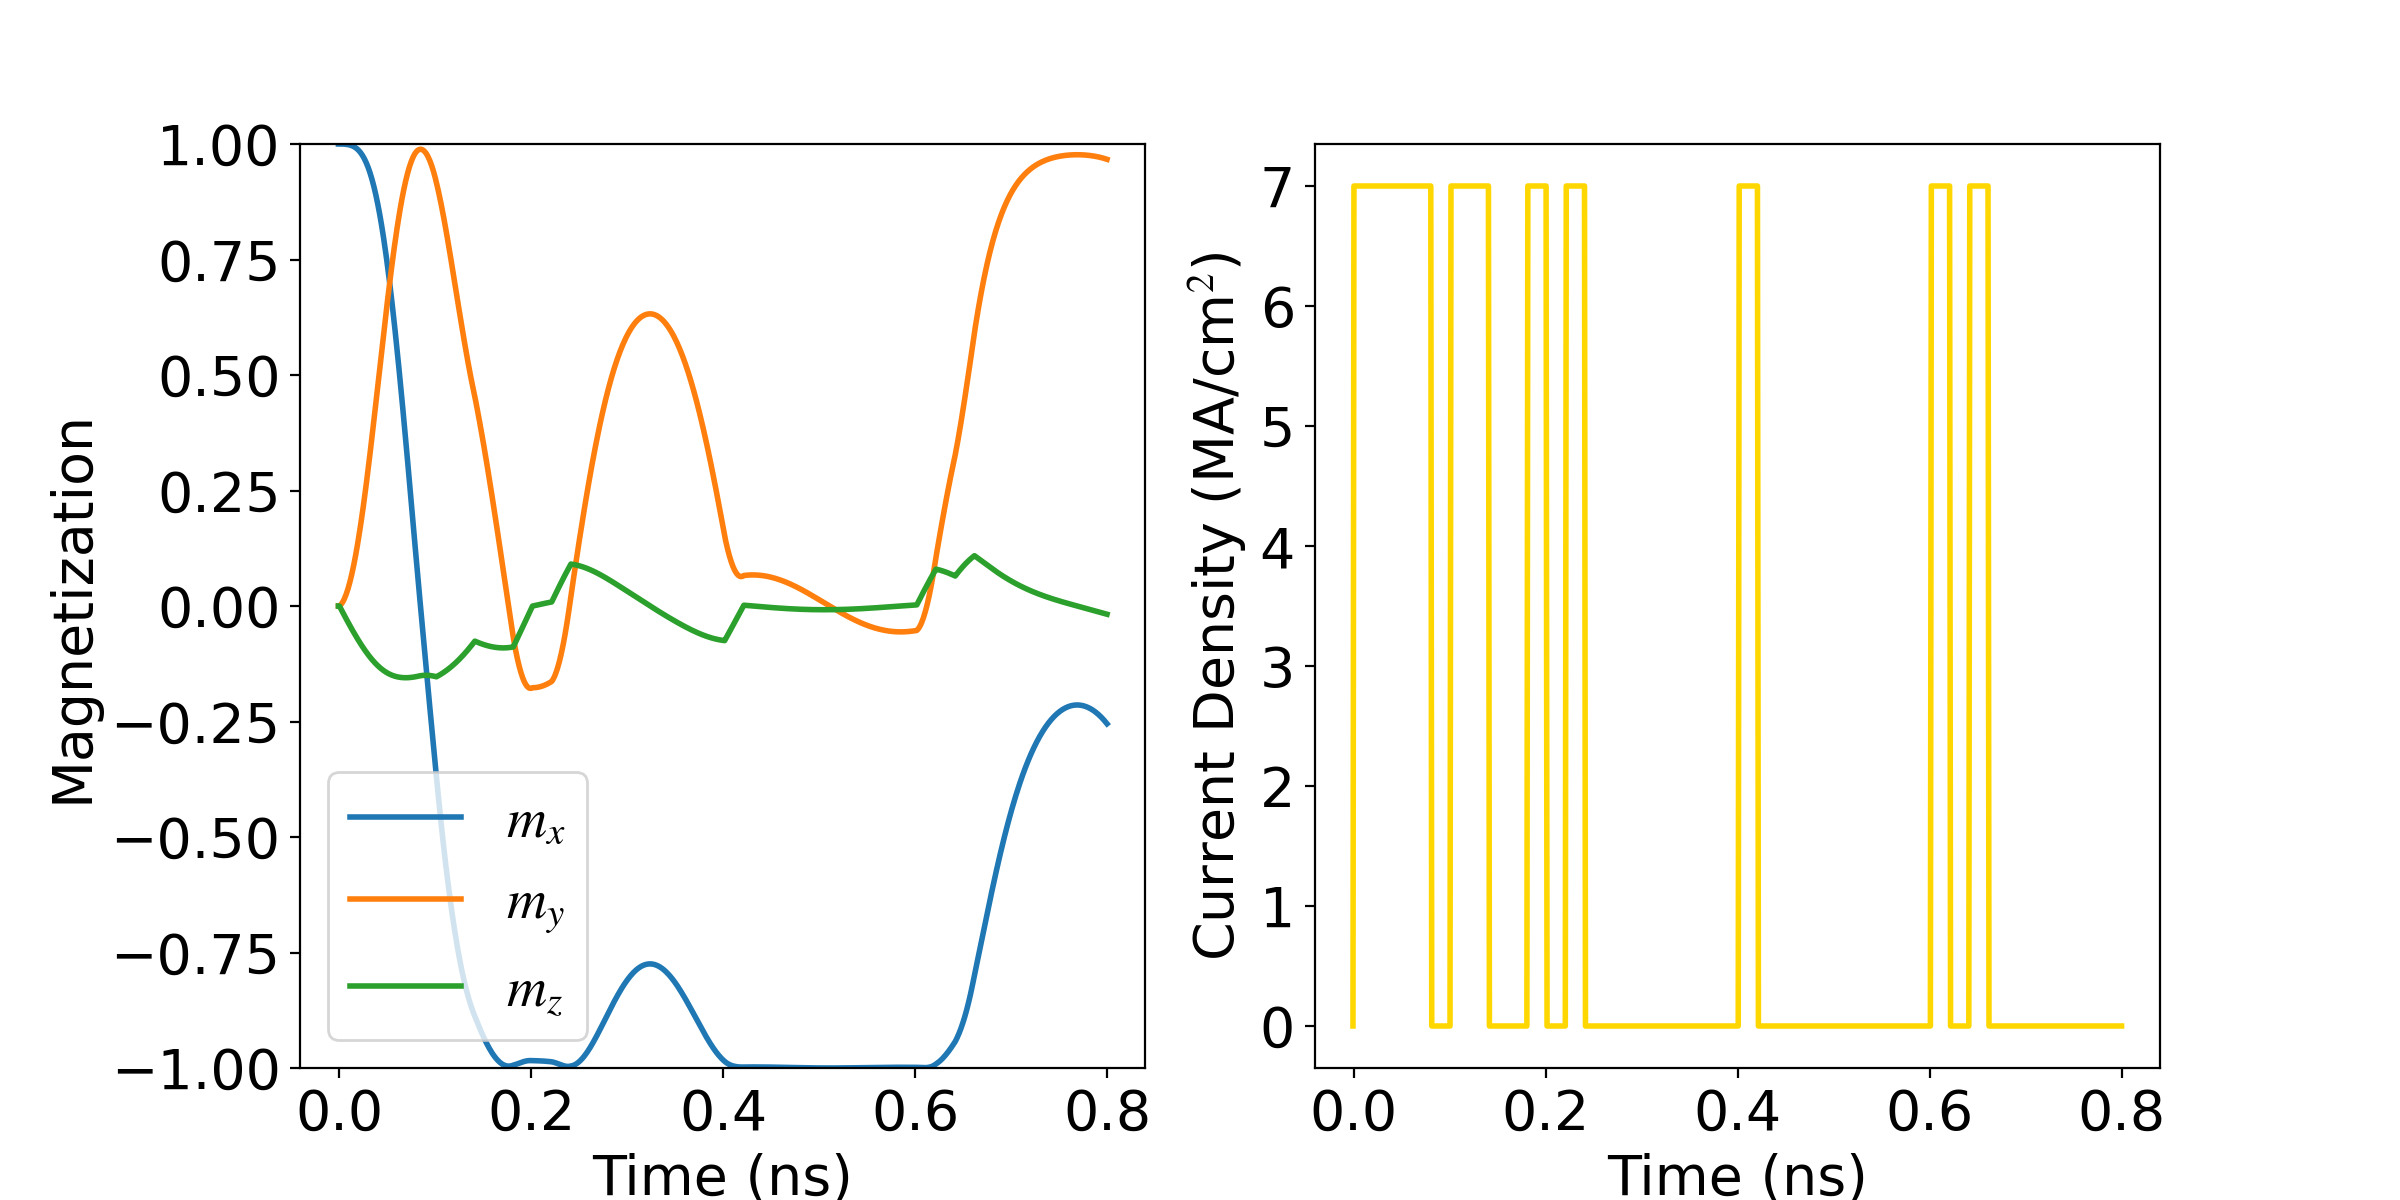 Magnetization
1.00
0.75
0.50
0.25
0.00
−0.25
−0.50
−0.75
−1.00
m_x
m_y
m_z
0.0 0.2 0.4 0.6 0.8
Time (ns)
Current Density (MA/cm²)
7
6
5
4
3
2
1
0
0.0 0.2 0.4 0.6 0.8
Time (ns)